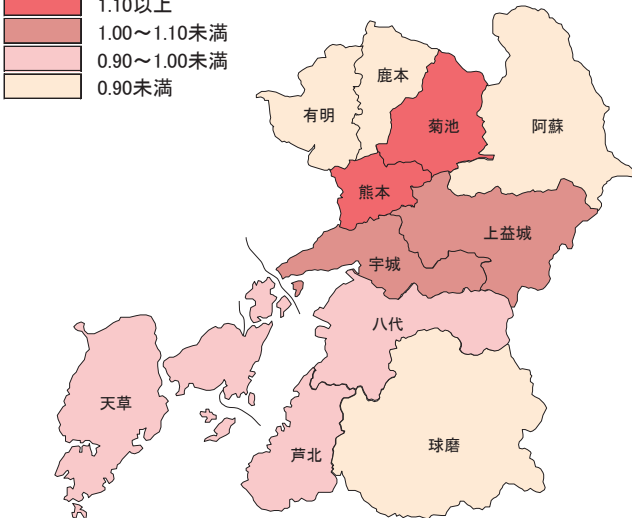 1.10以上
1.00～1.10未満
0.90～1.00未満
0.90未満
鹿本
有明
菊池
阿蘇
熊本
上益城
宇城
八代
天草
芦北
球磨